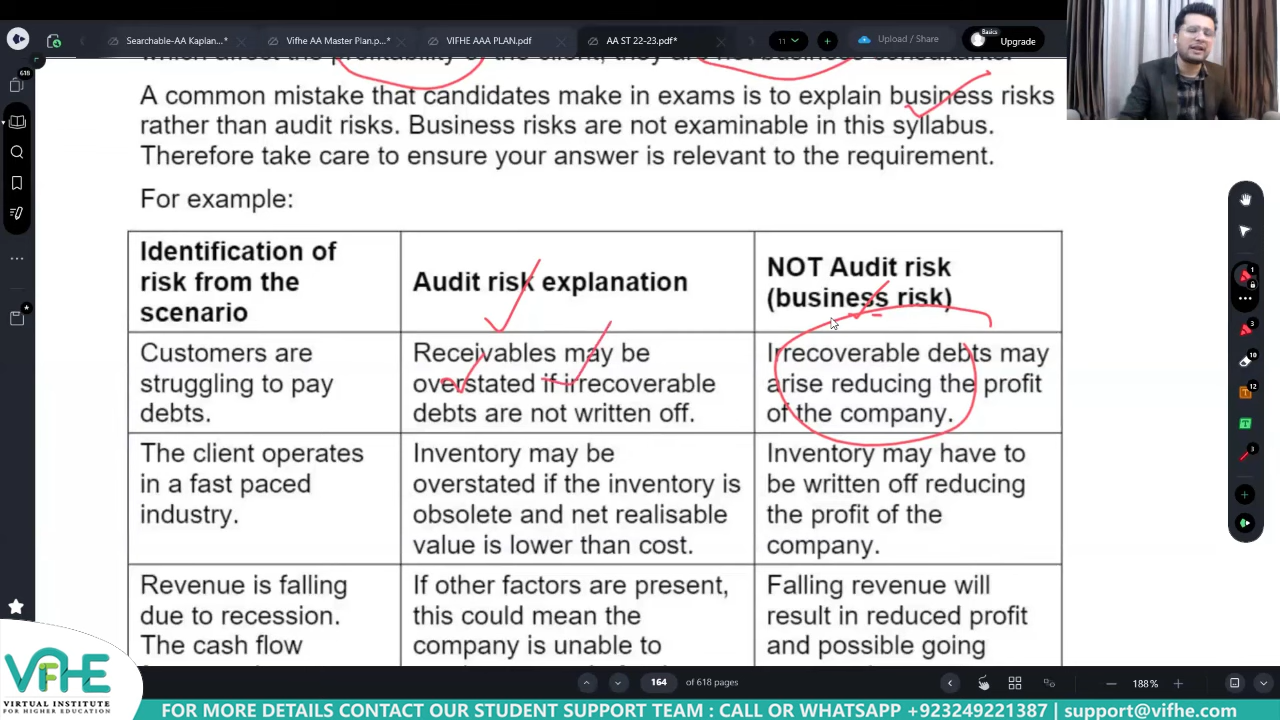 618
Searchable-AA Kaplan...*
Vifhe AA Master Plan.p...*
VIFHE AAA PLAN.pdf
AA ST 22-23.pdf*
11
Upload / Share
Basics
Upgrade
A common mistake that candidates make in exams is to explain business risks
rather than audit risks. Business risks are not examinable in this syllabus.
Therefore take care to ensure your answer is relevant to the requirement.
For example:
Identification of
risk from the
scenario
Audit risk explanation
NOT Audit risk
(business risk)
Customers are
struggling to pay
debts.
Receivables may be
overstated if irrecoverable
debts are not written off.
Irrecoverable debts may
arise reducing the profit
of the company.
The client operates
in a fast paced
industry.
Inventory may be
overstated if the inventory is
obsolete and net realisable
value is lower than cost.
Inventory may have to
be written off reducing
the profit of the
company.
Revenue is falling
due to recession.
The cash flow
If other factors are present,
this could mean the
company is unable to
Falling revenue will
result in reduced profit
and possible going
1
3
10
12
3
164 of 618 pages
188%
VIFHE
VIRTUAL INSTITUTE
FOR HIGHER EDUCATION
FOR MORE DETAILS CONTACT OUR STUDENT SUPPORT TEAM : CALL OR WHATSAPP +923249221387 | support@vifhe.com